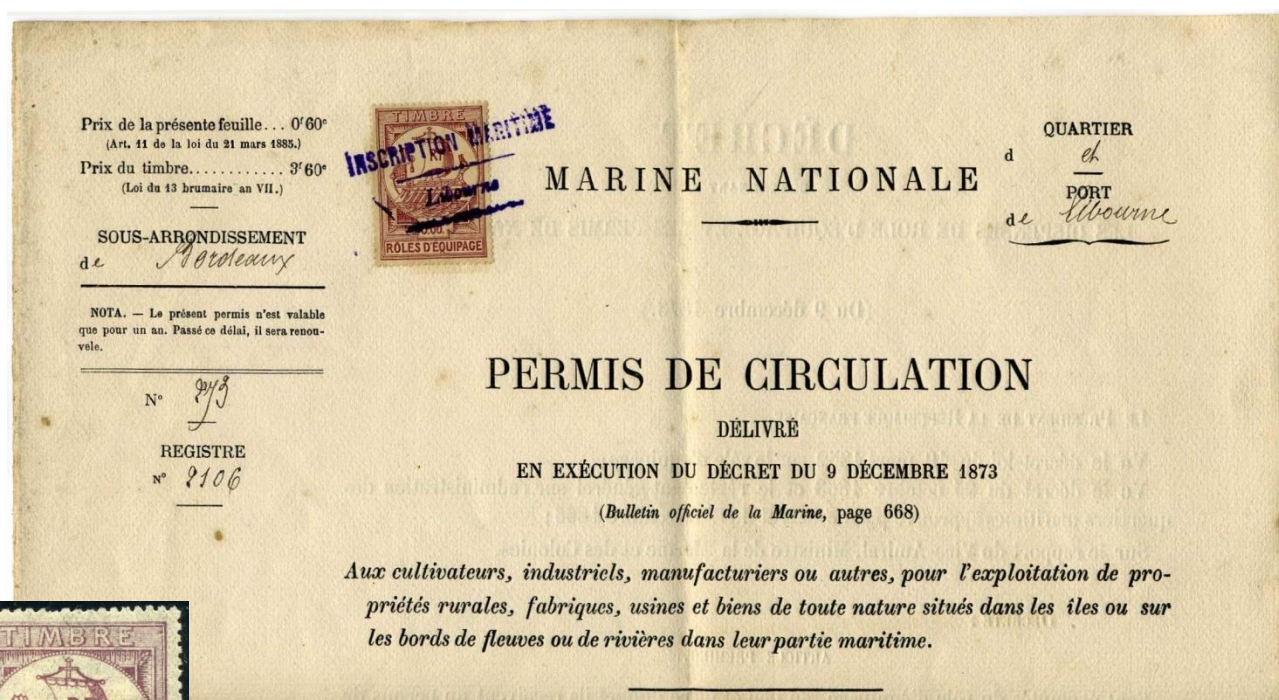 Prix de la présente feuille... 0ᶠ60ᶜ
(Art. 11 de la loi du 21 mars 1885.)
Prix du timbre............ 3ᶠ60ᶜ
(Loi du 13 brumaire an VII.)
SOUS-ARRONDISSEMENT
de Bordeaux
NOTA. — Le présent permis n'est valable
que pour un an. Passé ce délai, il sera renou-
vele.
N° 273
REGISTRE
N° 2106
TIMBRE
INSCRIPTION MARITIME
Libourne
RÔLES D'ÉQUIPAGE
MARINE NATIONALE
QUARTIER
d et
PORT
de Libourne
PERMIS DE CIRCULATION
DÉLIVRÉ
EN EXÉCUTION DU DÉCRET DU 9 DÉCEMBRE 1873
(Bulletin officiel de la Marine, page 668)
Aux cultivateurs, industriels, manufacturiers ou autres, pour l'exploitation de pro-
priétés rurales, fabriques, usines et biens de toute nature situés dans les îles ou sur
les bords de fleuves ou de rivières dans leur partie maritime.
TIMBRE